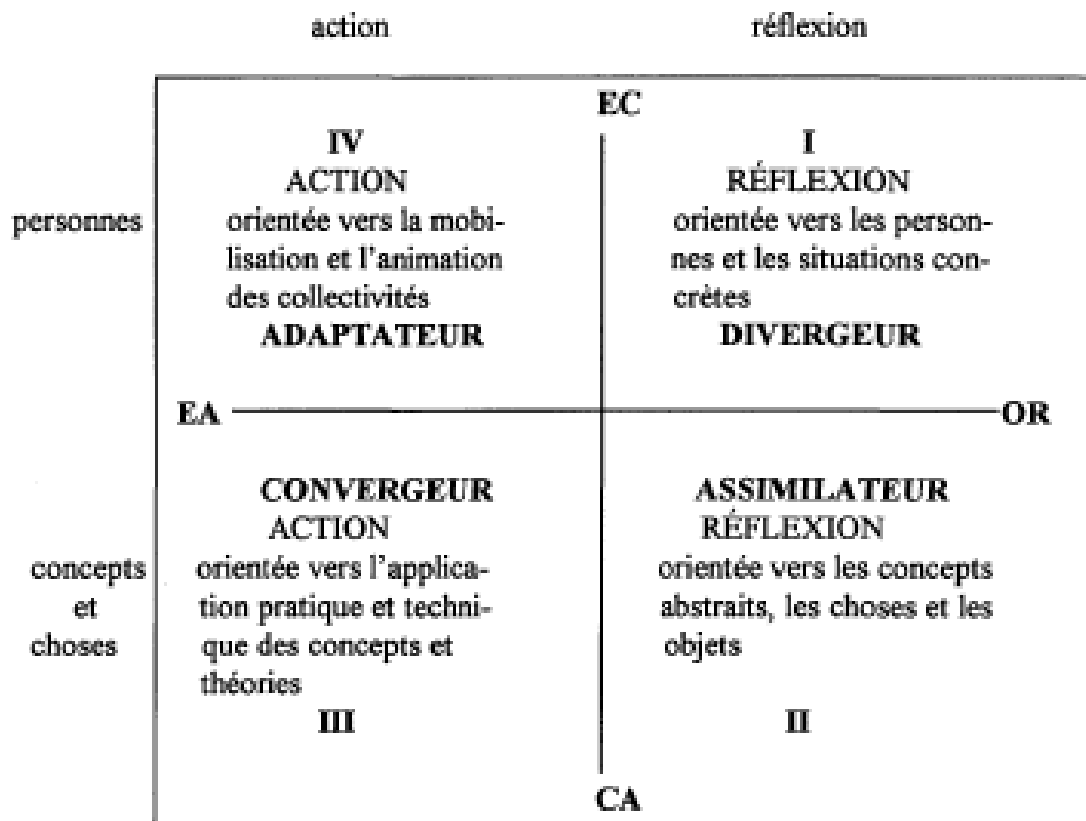 action réflexion
EC
IV
ACTION
personnes
orientée vers la mobi-
lisation et l'animation
des collectivités
ADAPTATEUR
I
RÉFLEXION
orientée vers les person-
nes et les situations con-
crètes
DIVERGEUR
EA
OR
CONVERGEUR
ACTION
concepts
et
choses
orientée vers l'applica-
tion pratique et techni-
que des concepts et
théories
III
ASSIMILATEUR
RÉFLEXION
orientée vers les concepts
abstraits, les choses et les
objets
II
CA